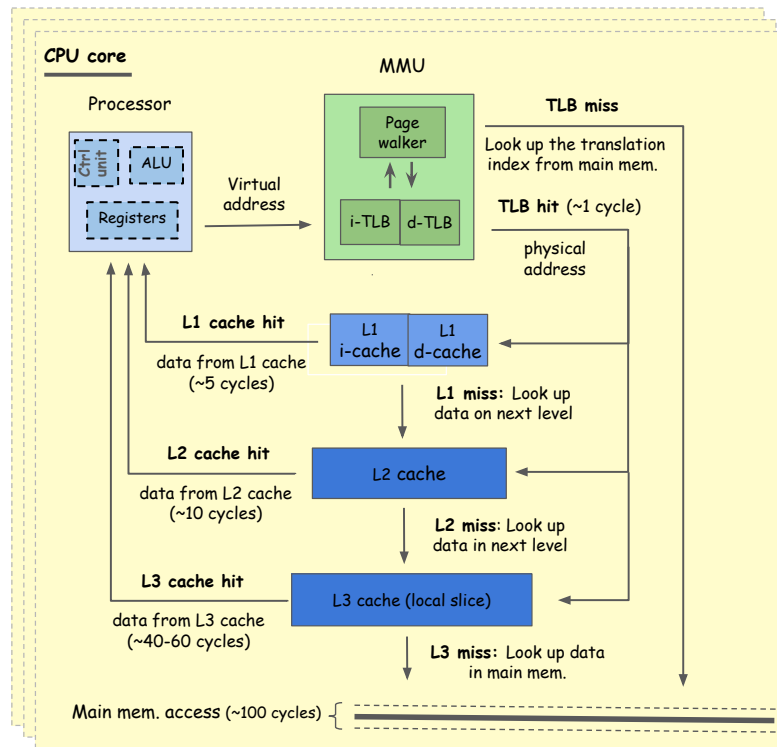 CPU core
MMU
Processor
Ctrl
unit
ALU
Registers
Virtual
address
Page
walker
i-TLB
d-TLB
TLB miss
Look up the translation
index from main mem.
TLB hit (~1 cycle)
physical
address
L1 cache hit
data from L1 cache
(~5 cycles)
L1
i-cache
L1
d-cache
L1 miss: Look up
data on next level
L2 cache hit
data from L2 cache
(~10 cycles)
L2 cache
L2 miss: Look up
data in next level
L3 cache hit
data from L3 cache
(~40-60 cycles)
L3 cache (local slice)
L3 miss: Look up data
in main mem.
Main mem. access (~100 cycles)